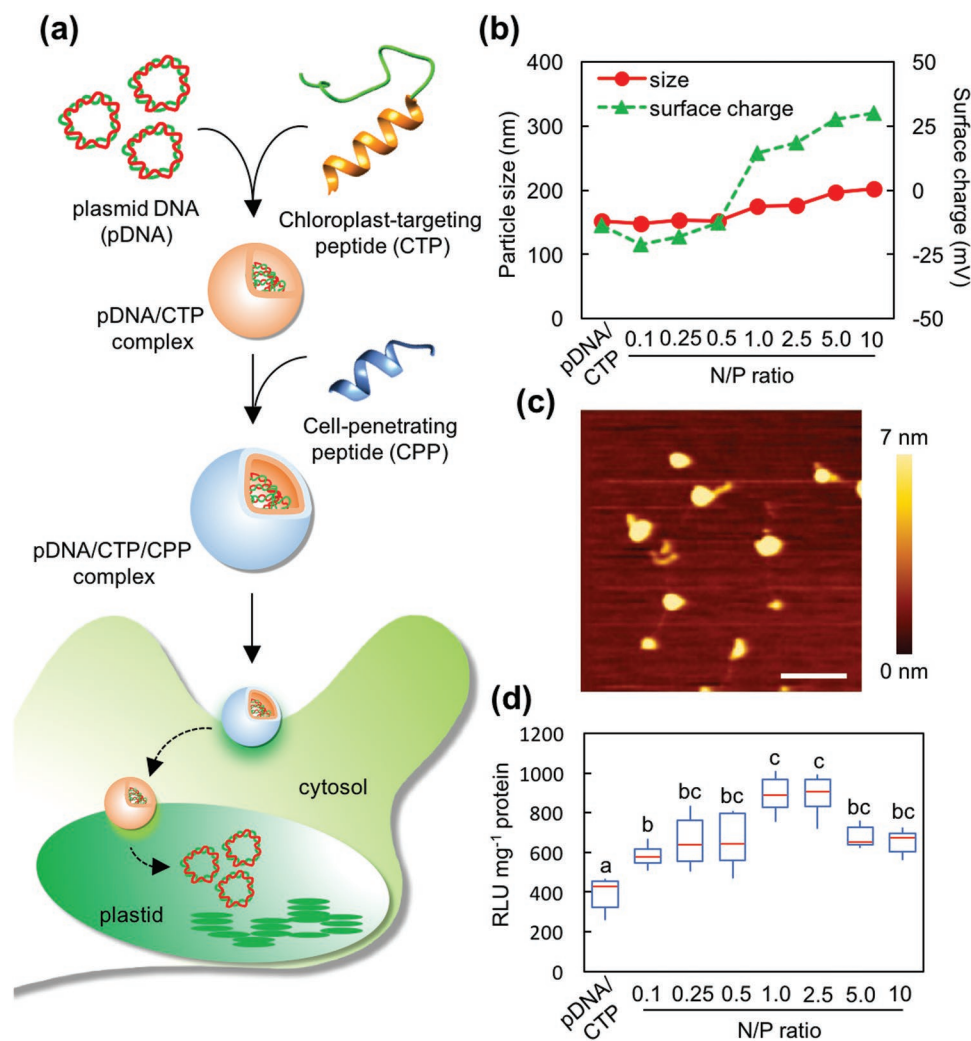 (a)
plasmid DNA
(pDNA)
Chloroplast-targeting
peptide (CTP)
pDNA/CTP
complex
Cell-penetrating
peptide (CPP)
pDNA/CTP/CPP
complex
cytosol
plastid
(b)
400
300
200
100
0
Particle size (nm)
size
surface charge
50
25
0
-25
-50
Surface charge (mV)
pDNA/
CTP
0.1 0.25 0.5 1.0 2.5 5.0 10
N/P ratio
(c)
7 nm
0 nm
(d)
1200
1000
800
600
400
200
0
RLU mg-1 protein
a b bc bc c c bc bc
pDNA/
CTP
0.1 0.25 0.5 1.0 2.5 5.0 10
N/P ratio